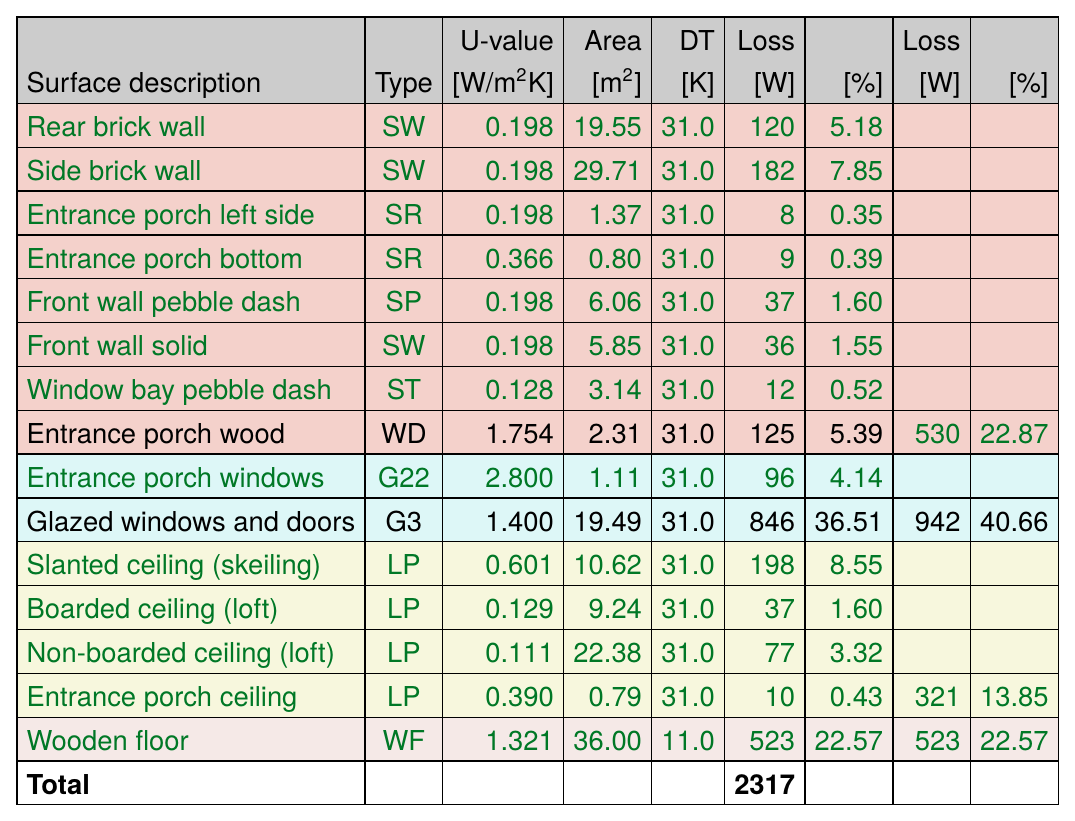 U-value Area DT Loss Loss
Surface description Type [W/m²K] [m²] [K] [W] [%] [W] [%]
Rear brick wall SW 0.198 19.55 31.0 120 5.18
Side brick wall SW 0.198 29.71 31.0 182 7.85
Entrance porch left side SR 0.198 1.37 31.0 8 0.35
Entrance porch bottom SR 0.366 0.80 31.0 9 0.39
Front wall pebble dash SP 0.198 6.06 31.0 37 1.60
Front wall solid SW 0.198 5.85 31.0 36 1.55
Window bay pebble dash ST 0.128 3.14 31.0 12 0.52
Entrance porch wood WD 1.754 2.31 31.0 125 5.39 530 22.87
Entrance porch windows G22 2.800 1.11 31.0 96 4.14
Glazed windows and doors G3 1.400 19.49 31.0 846 36.51 942 40.66
Slanted ceiling (skeiling) LP 0.601 10.62 31.0 198 8.55
Boarded ceiling (loft) LP 0.129 9.24 31.0 37 1.60
Non-boarded ceiling (loft) LP 0.111 22.38 31.0 77 3.32
Entrance porch ceiling LP 0.390 0.79 31.0 10 0.43 321 13.85
Wooden floor WF 1.321 36.00 11.0 523 22.57 523 22.57
Total 2317